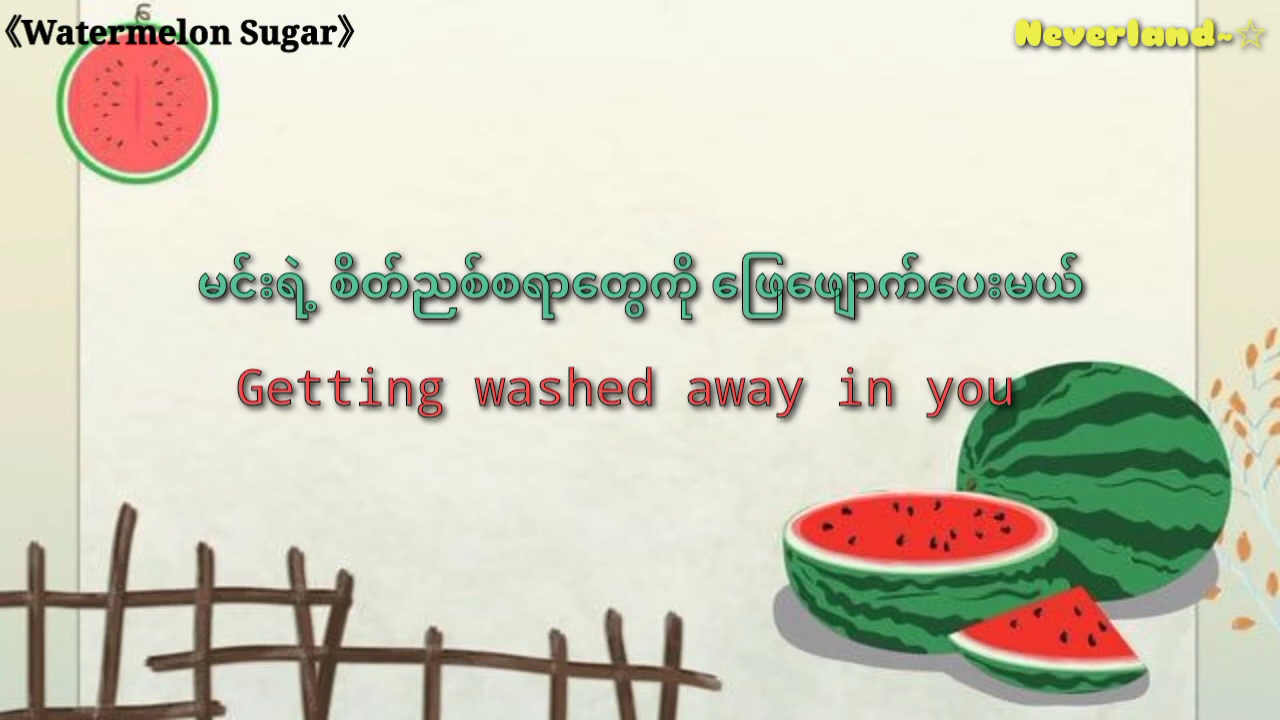 《Watermelon Sugar》
Neverland~☆
မင်းရဲ့ စိတ်ညစ်စရာတွေကို ဖြေဖျောက်ပေးမယ်
Getting washed away in you